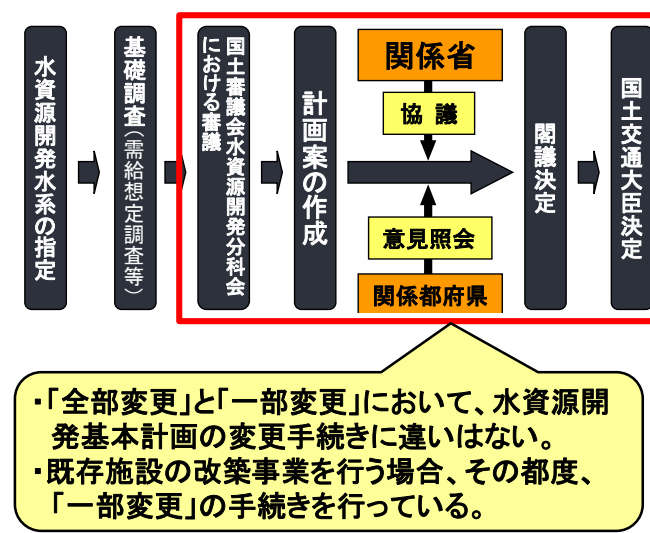 水資源開発水系の指定
基礎調査(需給想定調査等)
国土審議会水資源開発分科会
における審議
計画案の作成
関係省
協 議
意見照会
関係都府県
閣議決定
国土交通大臣決定
・「全部変更」と「一部変更」において、水資源開
発基本計画の変更手続きに違いはない。
・既存施設の改築事業を行う場合、その都度、
「一部変更」の手続きを行っている。